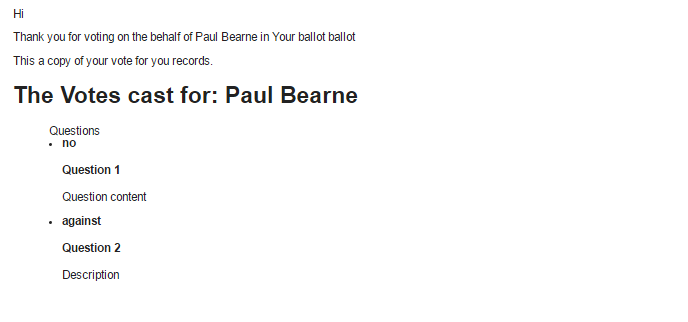 Hi
Thank you for voting on the behalf of Paul Bearne in Your ballot ballot
This a copy of your vote for you records.
The Votes cast for: Paul Bearne
Questions
• no
Question 1
Question content
• against
Question 2
Description